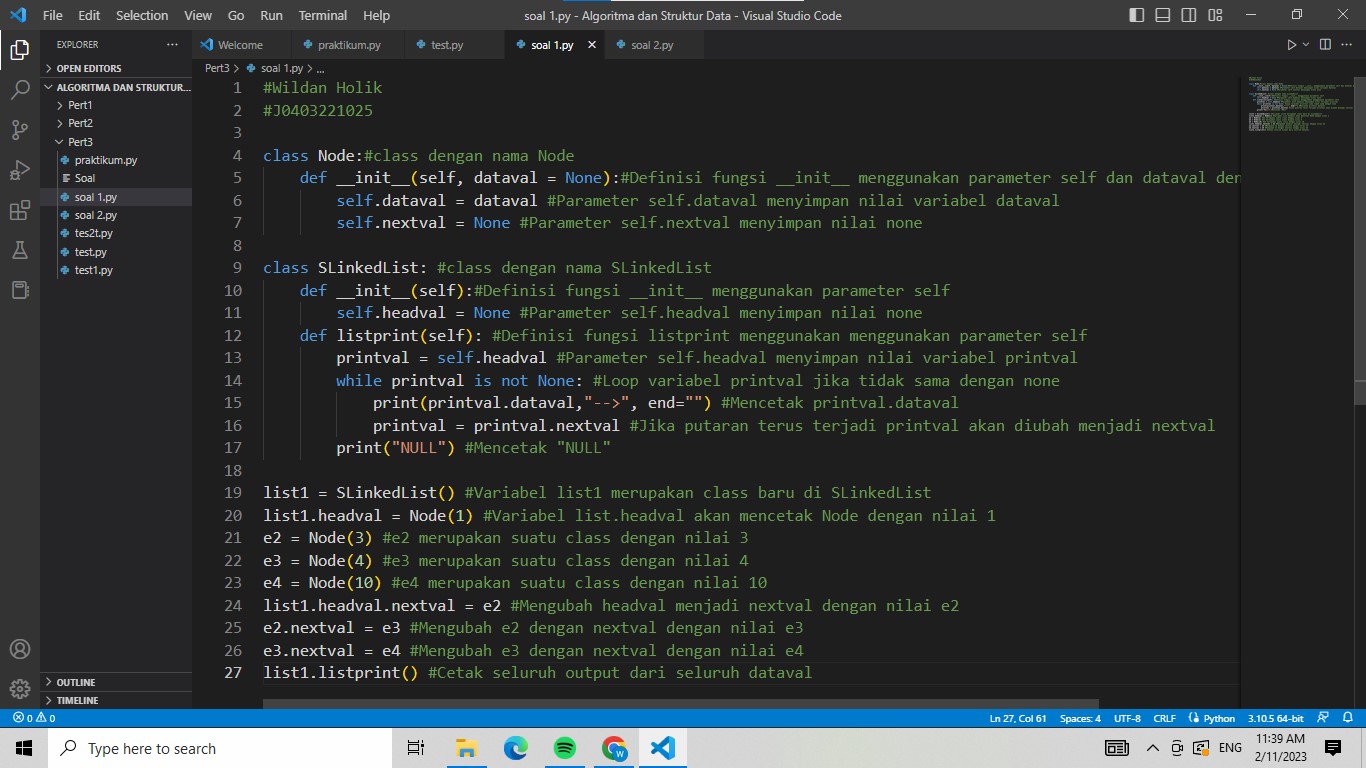 File Edit Selection View Go Run Terminal Help soal 1.py - Algoritma dan Struktur Data - Visual Studio Code
EXPLORER ··· Welcome praktikum.py test.py soal 1.py × soal 2.py
OPEN EDITORS
ALGORITMA DAN STRUKTUR...
Pert1
Pert2
Pert3
praktikum.py
Soal
soal 1.py
soal 2.py
tes2t.py
test.py
test1.py
OUTLINE
TIMELINE
Pert3 > soal 1.py > ...
1 #Wildan Holik
2 #J0403221025
3
4 class Node:#class dengan nama Node
5     def __init__(self, dataval = None):#Definisi fungsi __init__ menggunakan parameter self dan dataval den
6         self.dataval = dataval #Parameter self.dataval menyimpan nilai variabel dataval
7         self.nextval = None #Parameter self.nextval menyimpan nilai none
8
9 class SLinkedList: #class dengan nama SLinkedList
10     def __init__(self):#Definisi fungsi __init__ menggunakan parameter self
11         self.headval = None #Parameter self.headval menyimpan nilai none
12     def listprint(self): #Definisi fungsi listprint menggunakan menggunakan parameter self
13         printval = self.headval #Parameter self.headval menyimpan nilai variabel printval
14         while printval is not None: #Loop variabel printval jika tidak sama dengan none
15             print(printval.dataval,"-->", end="") #Mencetak printval.dataval
16             printval = printval.nextval #Jika putaran terus terjadi printval akan diubah menjadi nextval
17         print("NULL") #Mencetak "NULL"
18
19 list1 = SLinkedList() #Variabel list1 merupakan class baru di SLinkedList
20 list1.headval = Node(1) #Variabel list.headval akan mencetak Node dengan nilai 1
21 e2 = Node(3) #e2 merupakan suatu class dengan nilai 3
22 e3 = Node(4) #e3 merupakan suatu class dengan nilai 4
23 e4 = Node(10) #e4 merupakan suatu class dengan nilai 10
24 list1.headval.nextval = e2 #Mengubah headval menjadi nextval dengan nilai e2
25 e2.nextval = e3 #Mengubah e2 dengan nextval dengan nilai e3
26 e3.nextval = e4 #Mengubah e3 dengan nextval dengan nilai e4
27 list1.listprint() #Cetak seluruh output dari seluruh dataval
0 0 Ln 27, Col 61 Spaces: 4 UTF-8 CRLF Python 3.10.5 64-bit
Type here to search W ENG 11:39 AM
2/11/2023